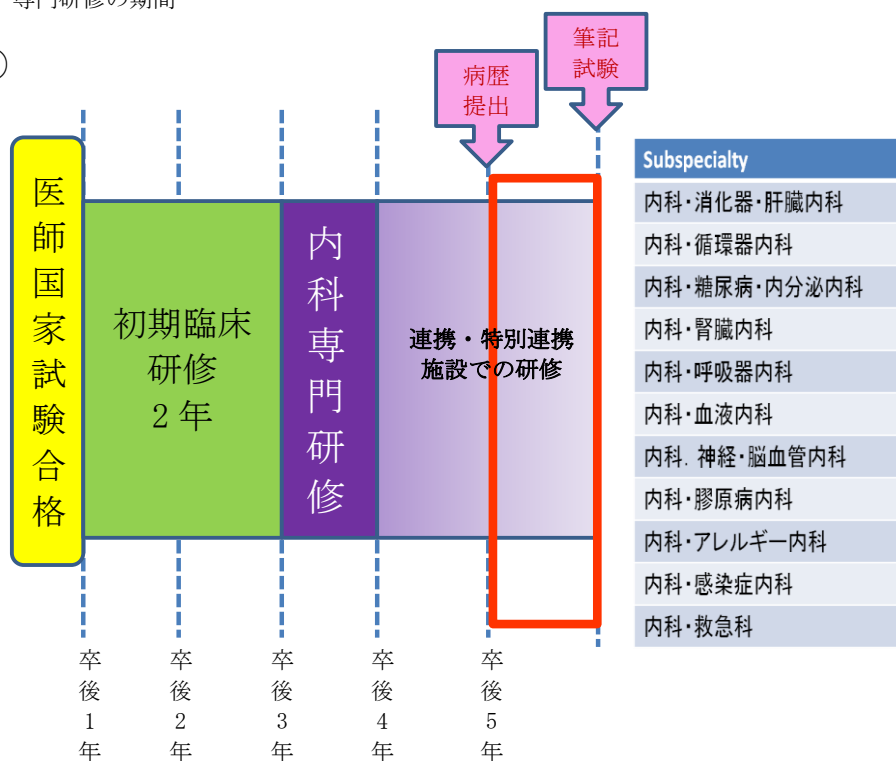 専門研修の期間
病歴
提出
筆記
試験
医師国家試験合格
初期臨床
研修
2年
内科専門研修
連携・特別連携
施設での研修
卒後1年
卒後2年
卒後3年
卒後4年
卒後5年
Subspecialty
内科・消化器・肝臓内科
内科・循環器内科
内科・糖尿病・内分泌内科
内科・腎臓内科
内科・呼吸器内科
内科・血液内科
内科. 神経・脳血管内科
内科・膠原病内科
内科・アレルギー内科
内科・感染症内科
内科・救急科